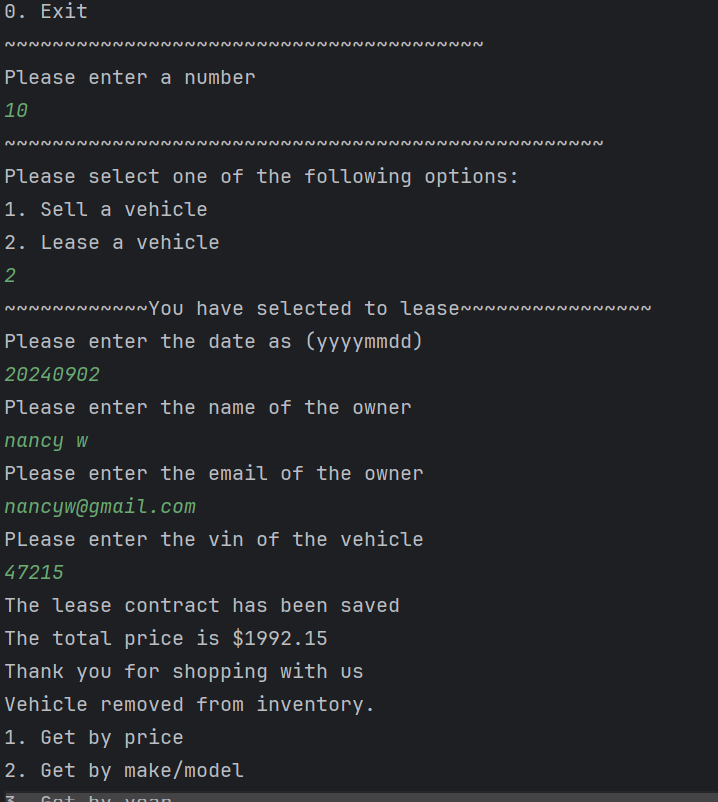 0. Exit
~~~~~~~~~~~~~~~~~~~~~~~~~~~~~~~~~~~~~~~~
Please enter a number
10
~~~~~~~~~~~~~~~~~~~~~~~~~~~~~~~~~~~~~~~~~~~~~~~~~~
Please select one of the following options:
1. Sell a vehicle
2. Lease a vehicle
2
~~~~~~~~~~~~~~You have selected to lease~~~~~~~~~~~~~~~~
Please enter the date as (yyyymmdd)
20240902
Please enter the name of the owner
nancy w
Please enter the email of the owner
nancyw@gmail.com
PLease enter the vin of the vehicle
47215
The lease contract has been saved
The total price is $1992.15
Thank you for shopping with us
Vehicle removed from inventory.
1. Get by price
2. Get by make/model
3. Get by year